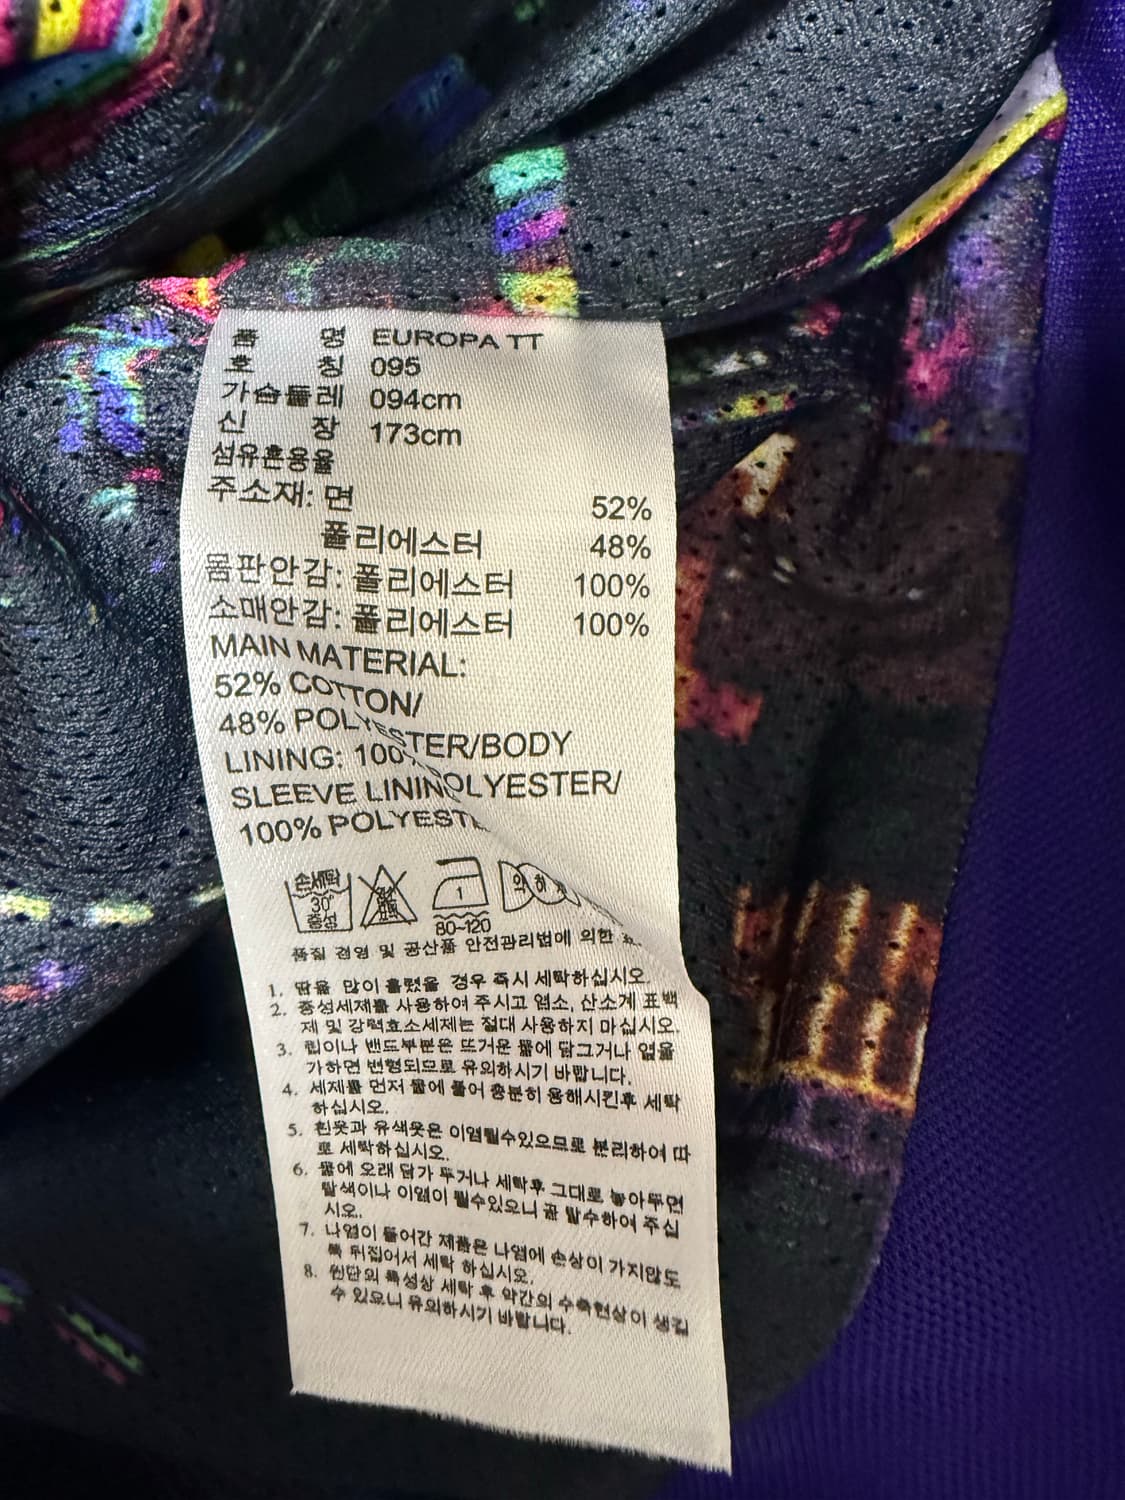 품 명 EUROPA TT
호 칭 095
가슴둘레 094cm
신 장 173cm
섬유혼용율
주소재: 면 52%
폴리에스터 48%
몸판안감: 폴리에스터 100%
소매안감: 폴리에스터 100%
MAIN MATERIAL:
52% COTTON/
48% POLYESTER/BODY
LINING: 100% POLYESTER/
SLEEVE LINING
100% POLYESTER
손세탁
30°
중성
1
80~120
약하게
품질 경영 및 공산품 안전관리법에 의한
1. 땀을 많이 흘렸을 경우 즉시 세탁하십시오.
2. 중성세제를 사용하여 주시고 염소, 산소계 표백
제 및 강력효소세제는 절대 사용하지 마십시오.
3. 립이나 밴드부분은 뜨거운 물에 담그거나 열을
가하면 변형되므로 유의하시기 바랍니다.
4. 세제를 먼저 물에 풀어 충분히 용해시킨후 세탁
하십시오.
5. 흰옷과 유색옷은 이염될수있으므로 분리하여 따
로 세탁하십시오.
6. 물에 오래 담가 두거나 세탁후 그대로 놓아두면
탈색이나 이염이 될수있으니 곧 탈수하여 주십
시오.
7. 나염이 들어간 제품은 나염에 손상이 가지않도
록 뒤집어서 세탁 하십시오.
8. 원단의 특성상 세탁 후 약간의 수축현상이 생길
수 있으니 유의하시기 바랍니다.